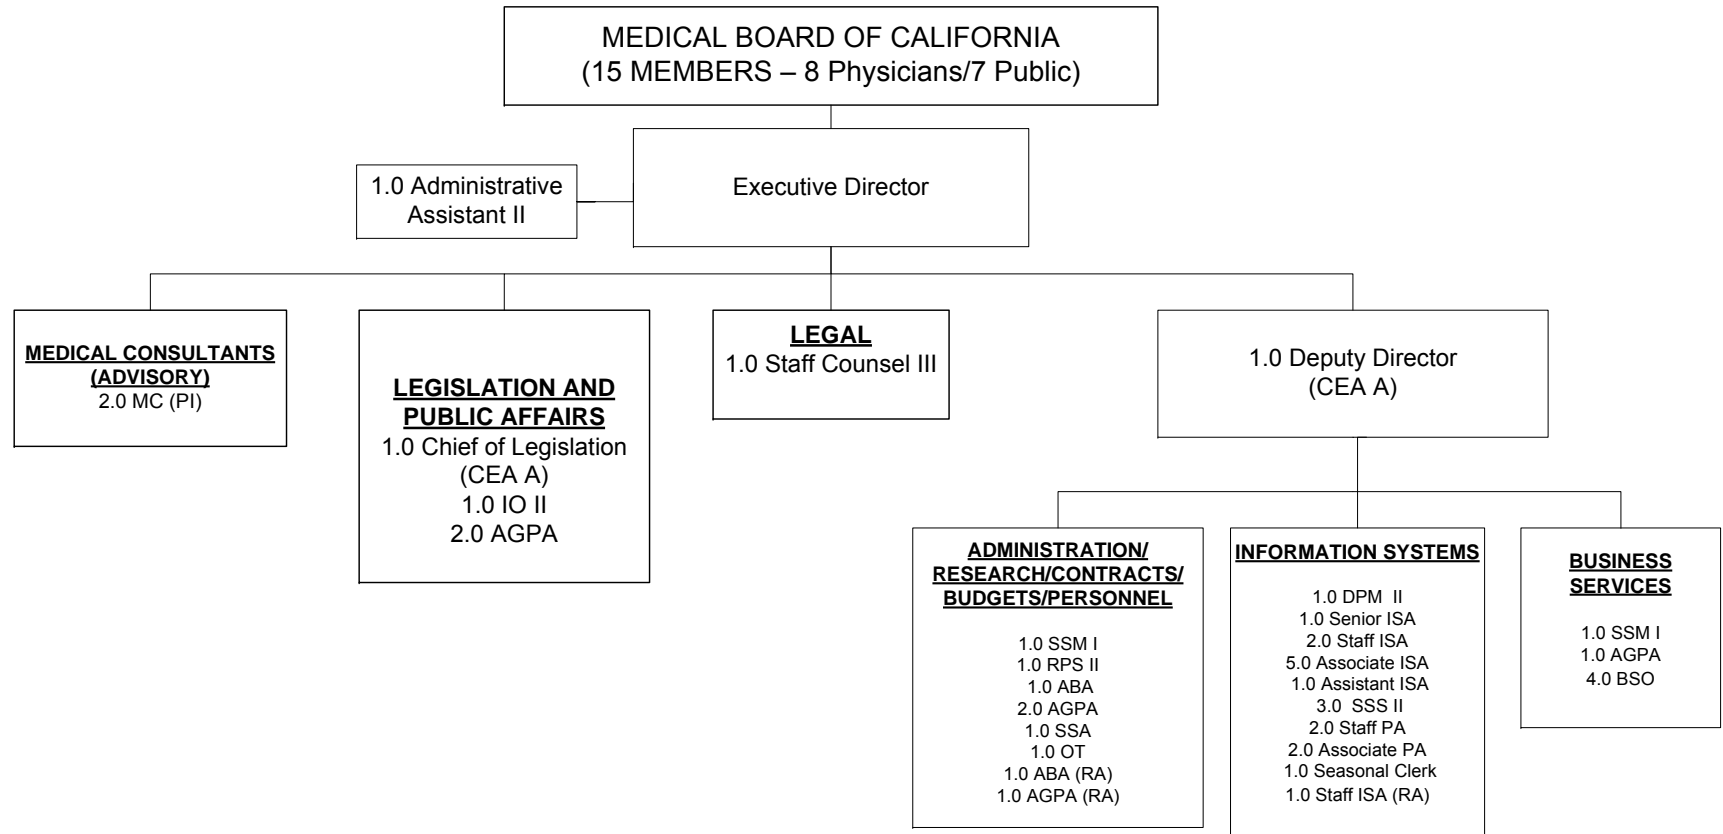 MEDICAL BOARD OF CALIFORNIA
(15 MEMBERS – 8 Physicians/7 Public)
1.0 Administrative
Assistant II
Executive Director
MEDICAL CONSULTANTS
(ADVISORY)
2.0 MC (PI)
LEGISLATION AND
PUBLIC AFFAIRS
1.0 Chief of Legislation
(CEA A)
1.0 IO II
2.0 AGPA
LEGAL
1.0 Staff Counsel III
1.0 Deputy Director
(CEA A)
ADMINISTRATION/
RESEARCH/CONTRACTS/
BUDGETS/PERSONNEL
1.0 SSM I
1.0 RPS II
1.0 ABA
2.0 AGPA
1.0 SSA
1.0 OT
1.0 ABA (RA)
1.0 AGPA (RA)
INFORMATION SYSTEMS
1.0 DPM II
1.0 Senior ISA
2.0 Staff ISA
5.0 Associate ISA
1.0 Assistant ISA
3.0 SSS II
2.0 Staff PA
2.0 Associate PA
1.0 Seasonal Clerk
1.0 Staff ISA (RA)
BUSINESS
SERVICES
1.0 SSM I
1.0 AGPA
4.0 BSO